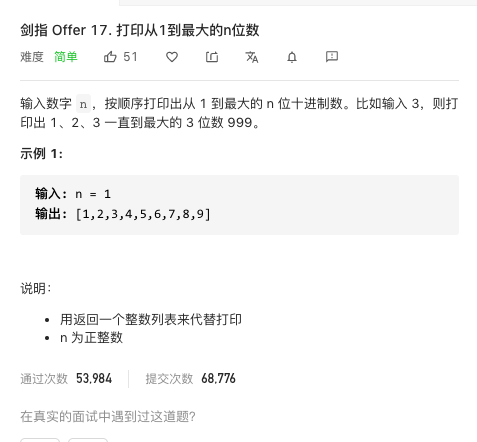 剑指 Offer 17. 打印从1到最大的n位数
难度 简单 51
输入数字 n ，按顺序打印出从 1 到最大的 n 位十进制数。比如输入 3，则打
印出 1、2、3 一直到最大的 3 位数 999。
示例 1:
输入: n = 1
输出: [1,2,3,4,5,6,7,8,9]
说明：
• 用返回一个整数列表来代替打印
• n 为正整数
通过次数 53,984 提交次数 68,776
在真实的面试中遇到过这道题?